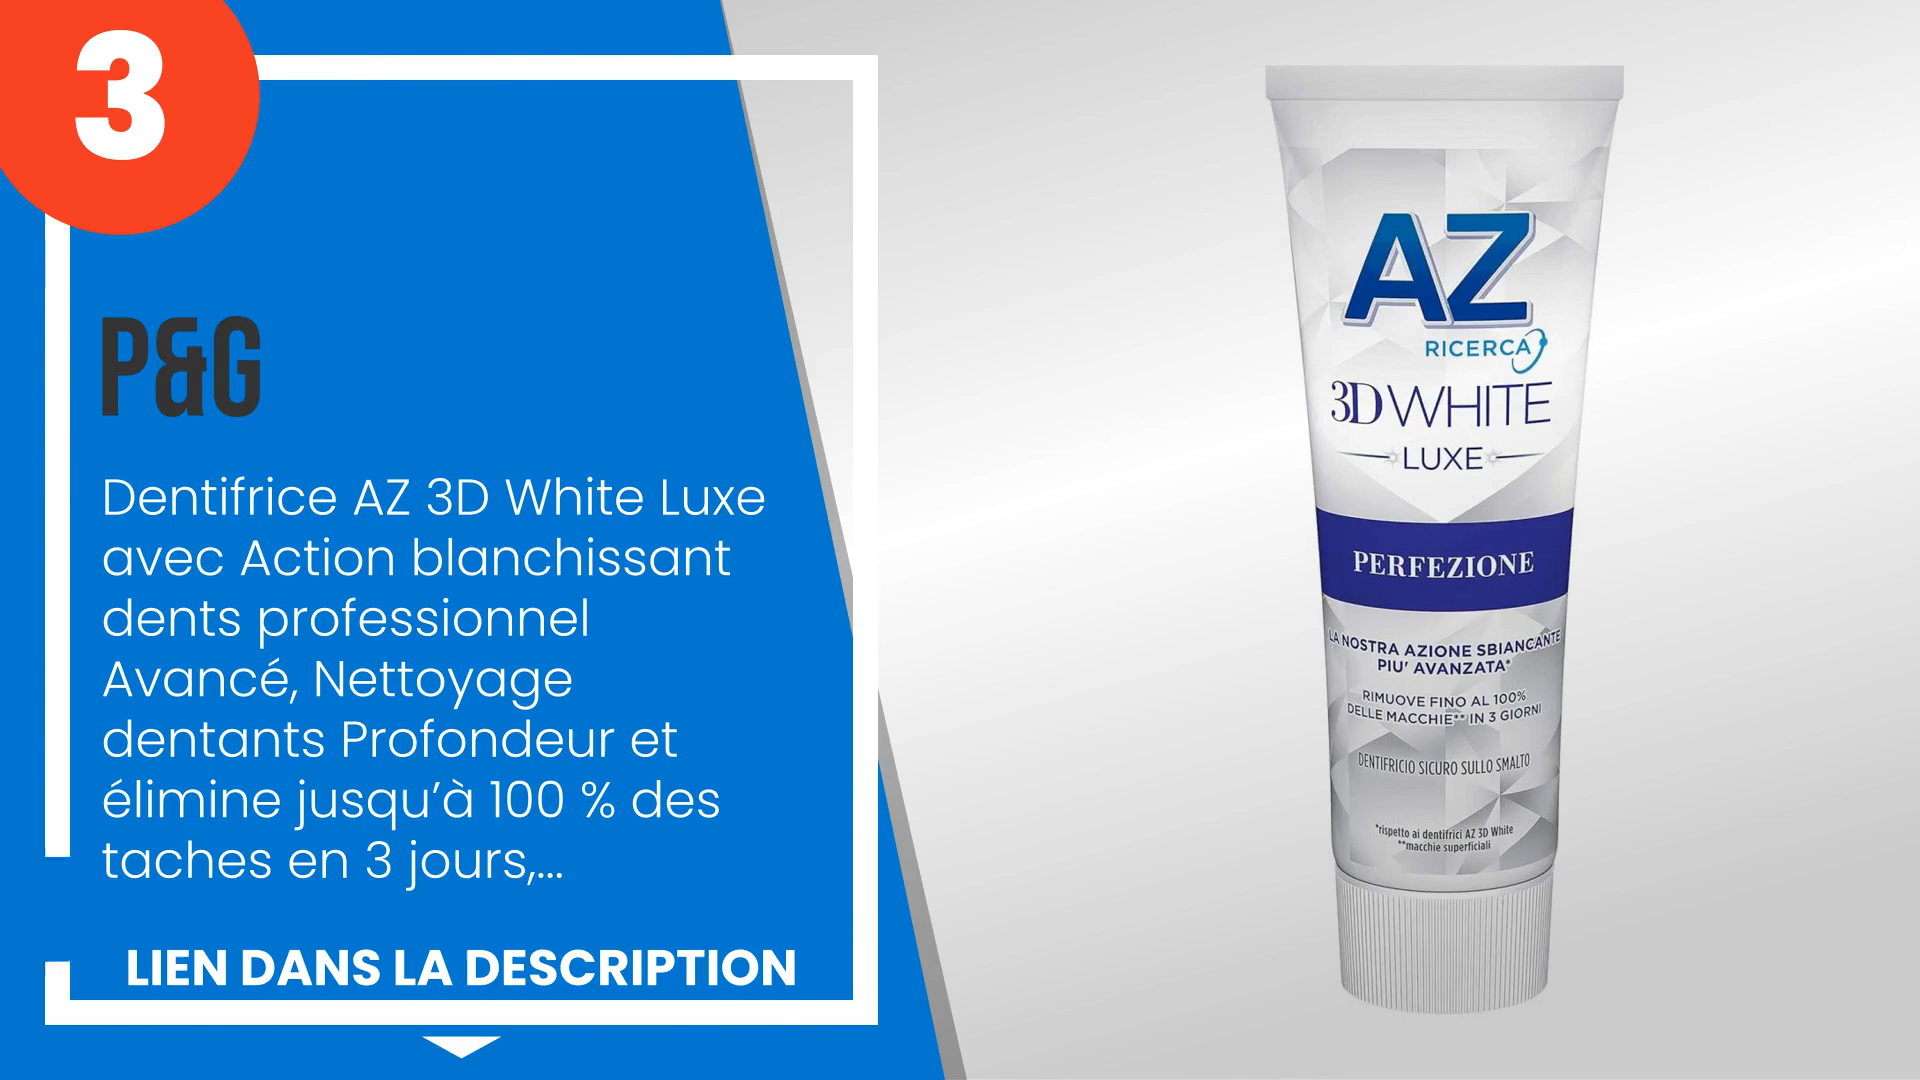 3
P&G
Dentifrice AZ 3D White Luxe
avec Action blanchissant
dents professionnel
Avancé, Nettoyage
dentants Profondeur et
élimine jusqu’à 100 % des
taches en 3 jours,...
LIEN DANS LA DESCRIPTION
AZ
RICERCA
3D WHITE
LUXE
PERFEZIONE
LA NOSTRA AZIONE SBIANCANTE
PIU' AVANZATA*
RIMUOVE FINO AL 100%
DELLE MACCHIE** IN 3 GIORNI
DENTIFRICIO SICURO SULLO SMALTO
*rispetto ai dentifrici AZ 3D White
**macchie superficiali